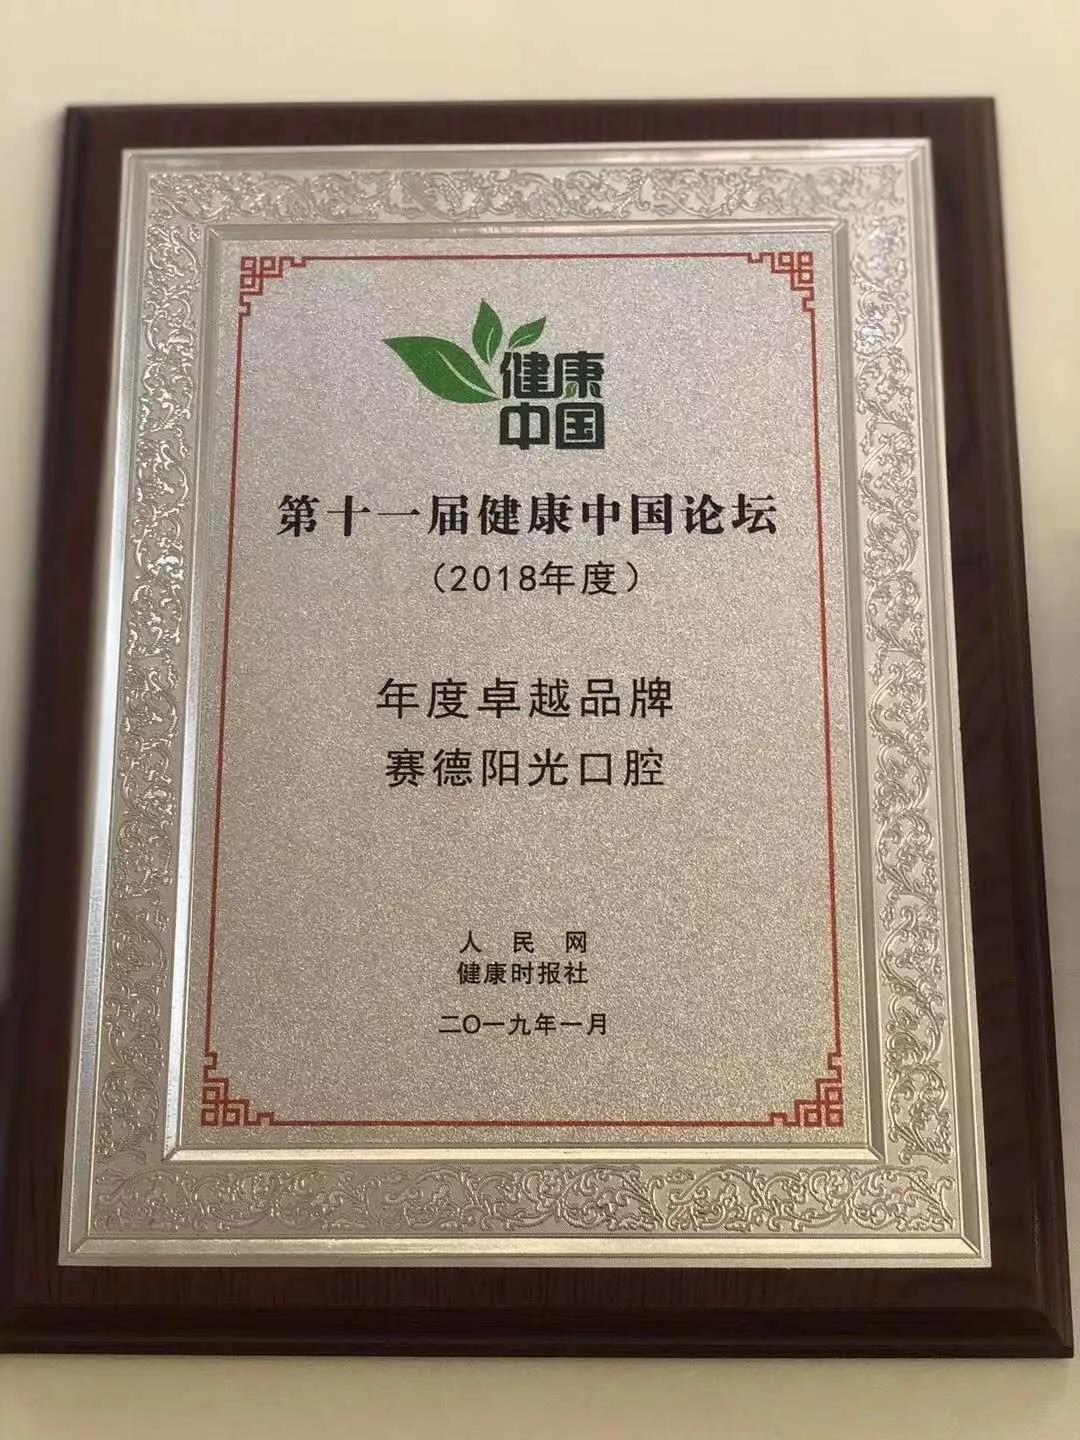 健康
中国
第十一届健康中国论坛
（2018年度）
年度卓越品牌
赛德阳光口腔
人 民 网
健康时报社
二〇一九年一月